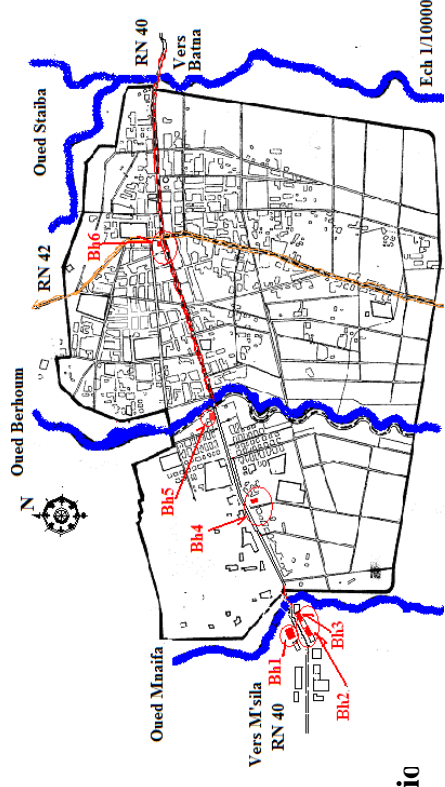 RN 40
Vers
Batna
Ech 1/10000
Oued Staiba
RN 42
Bh6
Oued Berhoum
N
Bh5
Bh4
Oued Mnaifa
Bh1
Bh3
Bh2
Vers M'sila
RN 40